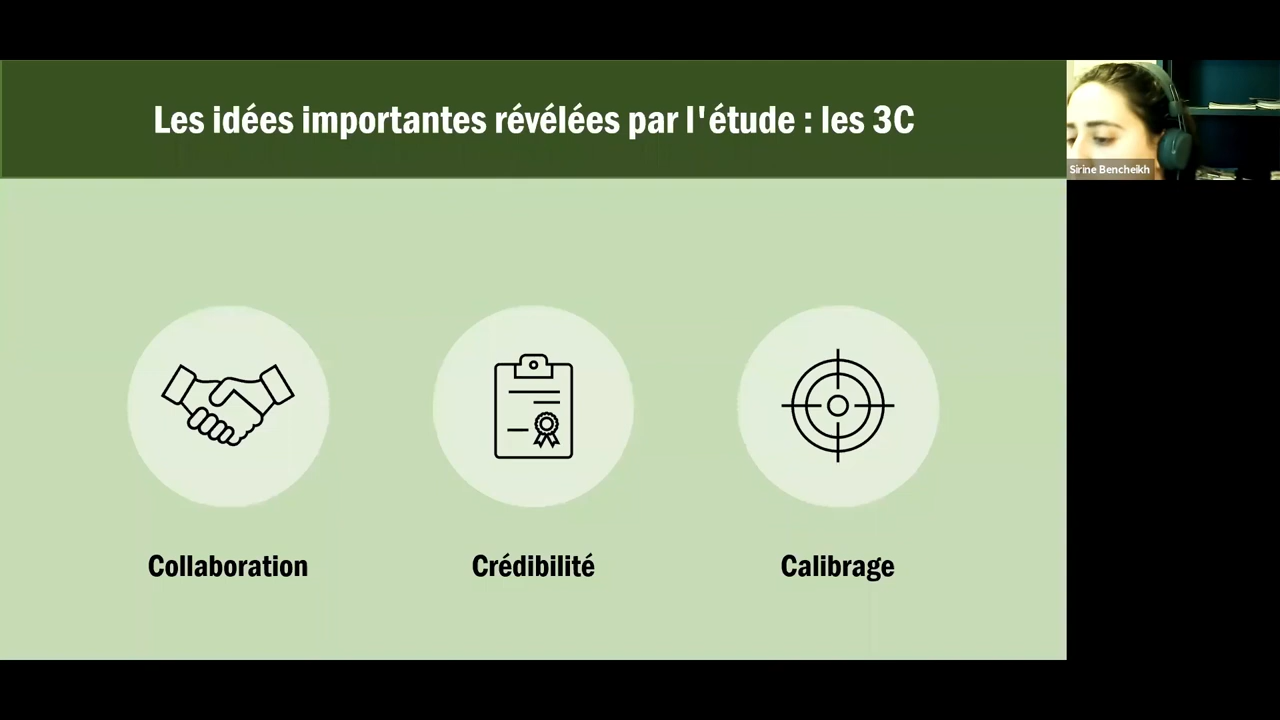 Les idées importantes révélées par l'étude : les 3C
Sirine Bencheikh
Collaboration
Crédibilité
Calibrage